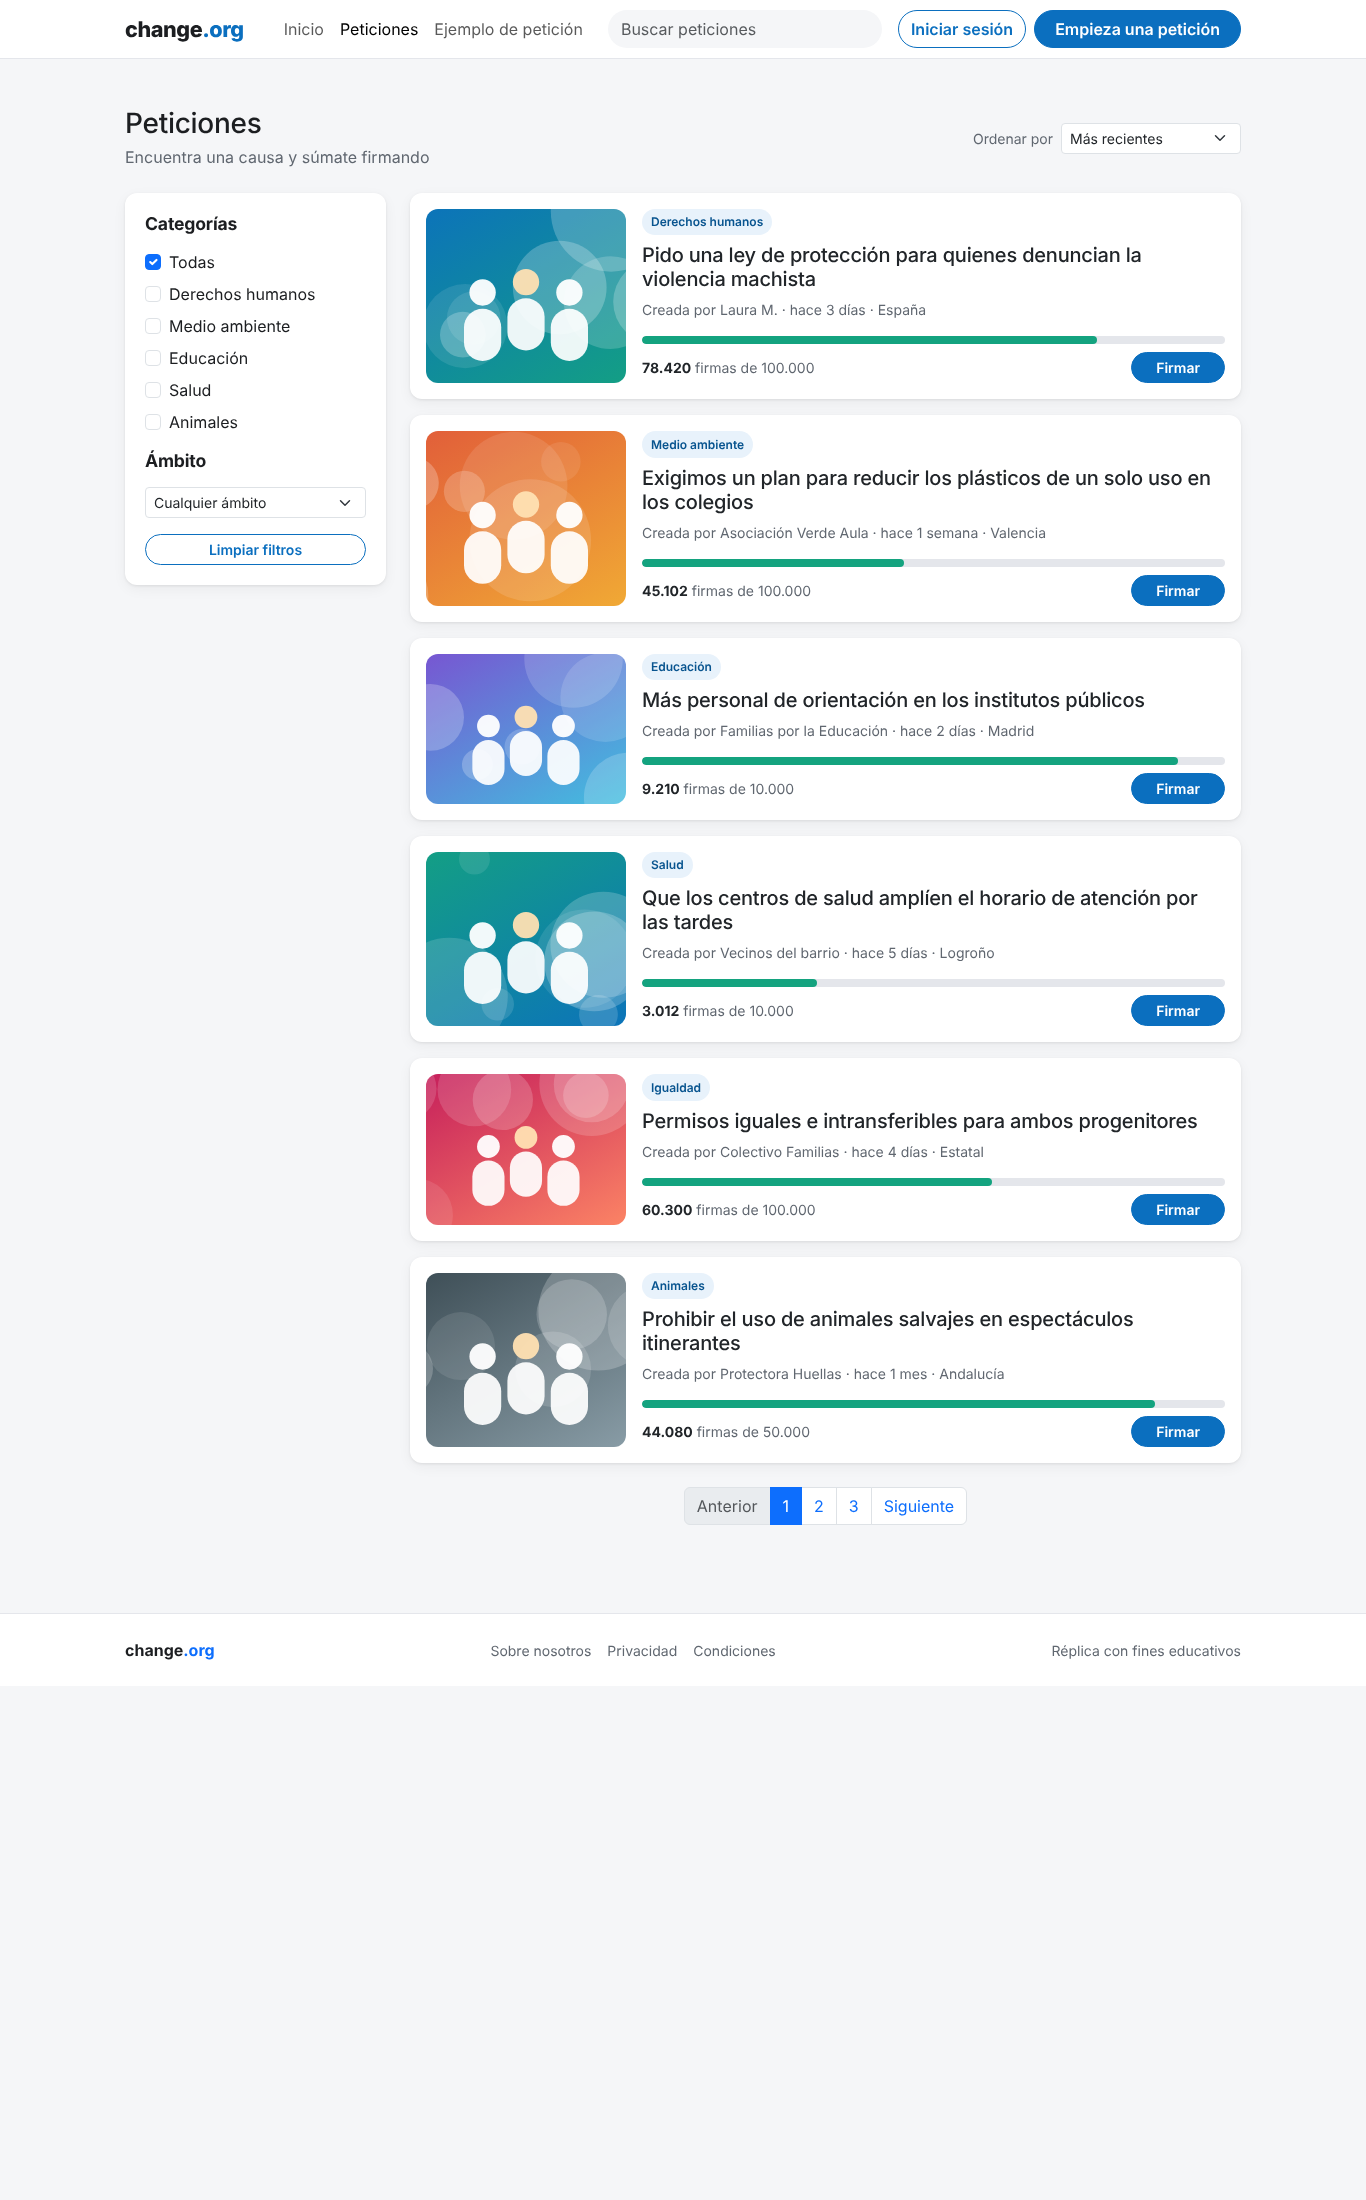 change.org
Inicio
Peticiones
Ejemplo de petición
Buscar peticiones
Iniciar sesión
Empieza una petición
Peticiones
Encuentra una causa y súmate firmando
Ordenar por
Más recientes
Categorías
Todas
Derechos humanos
Medio ambiente
Educación
Salud
Animales
Ámbito
Cualquier ámbito
Limpiar filtros
Derechos humanos
Pido una ley de protección para quienes denuncian la
violencia machista
Creada por Laura M. · hace 3 días · España
78.420 firmas de 100.000
Firmar
Medio ambiente
Exigimos un plan para reducir los plásticos de un solo uso en
los colegios
Creada por Asociación Verde Aula · hace 1 semana · Valencia
45.102 firmas de 100.000
Firmar
Educación
Más personal de orientación en los institutos públicos
Creada por Familias por la Educación · hace 2 días · Madrid
9.210 firmas de 10.000
Firmar
Salud
Que los centros de salud amplíen el horario de atención por
las tardes
Creada por Vecinos del barrio · hace 5 días · Logroño
3.012 firmas de 10.000
Firmar
Igualdad
Permisos iguales e intransferibles para ambos progenitores
Creada por Colectivo Familias · hace 4 días · Estatal
60.300 firmas de 100.000
Firmar
Animales
Prohibir el uso de animales salvajes en espectáculos
itinerantes
Creada por Protectora Huellas · hace 1 mes · Andalucía
44.080 firmas de 50.000
Firmar
Anterior
1
2
3
Siguiente
change.org
Sobre nosotros
Privacidad
Condiciones
Réplica con fines educativos